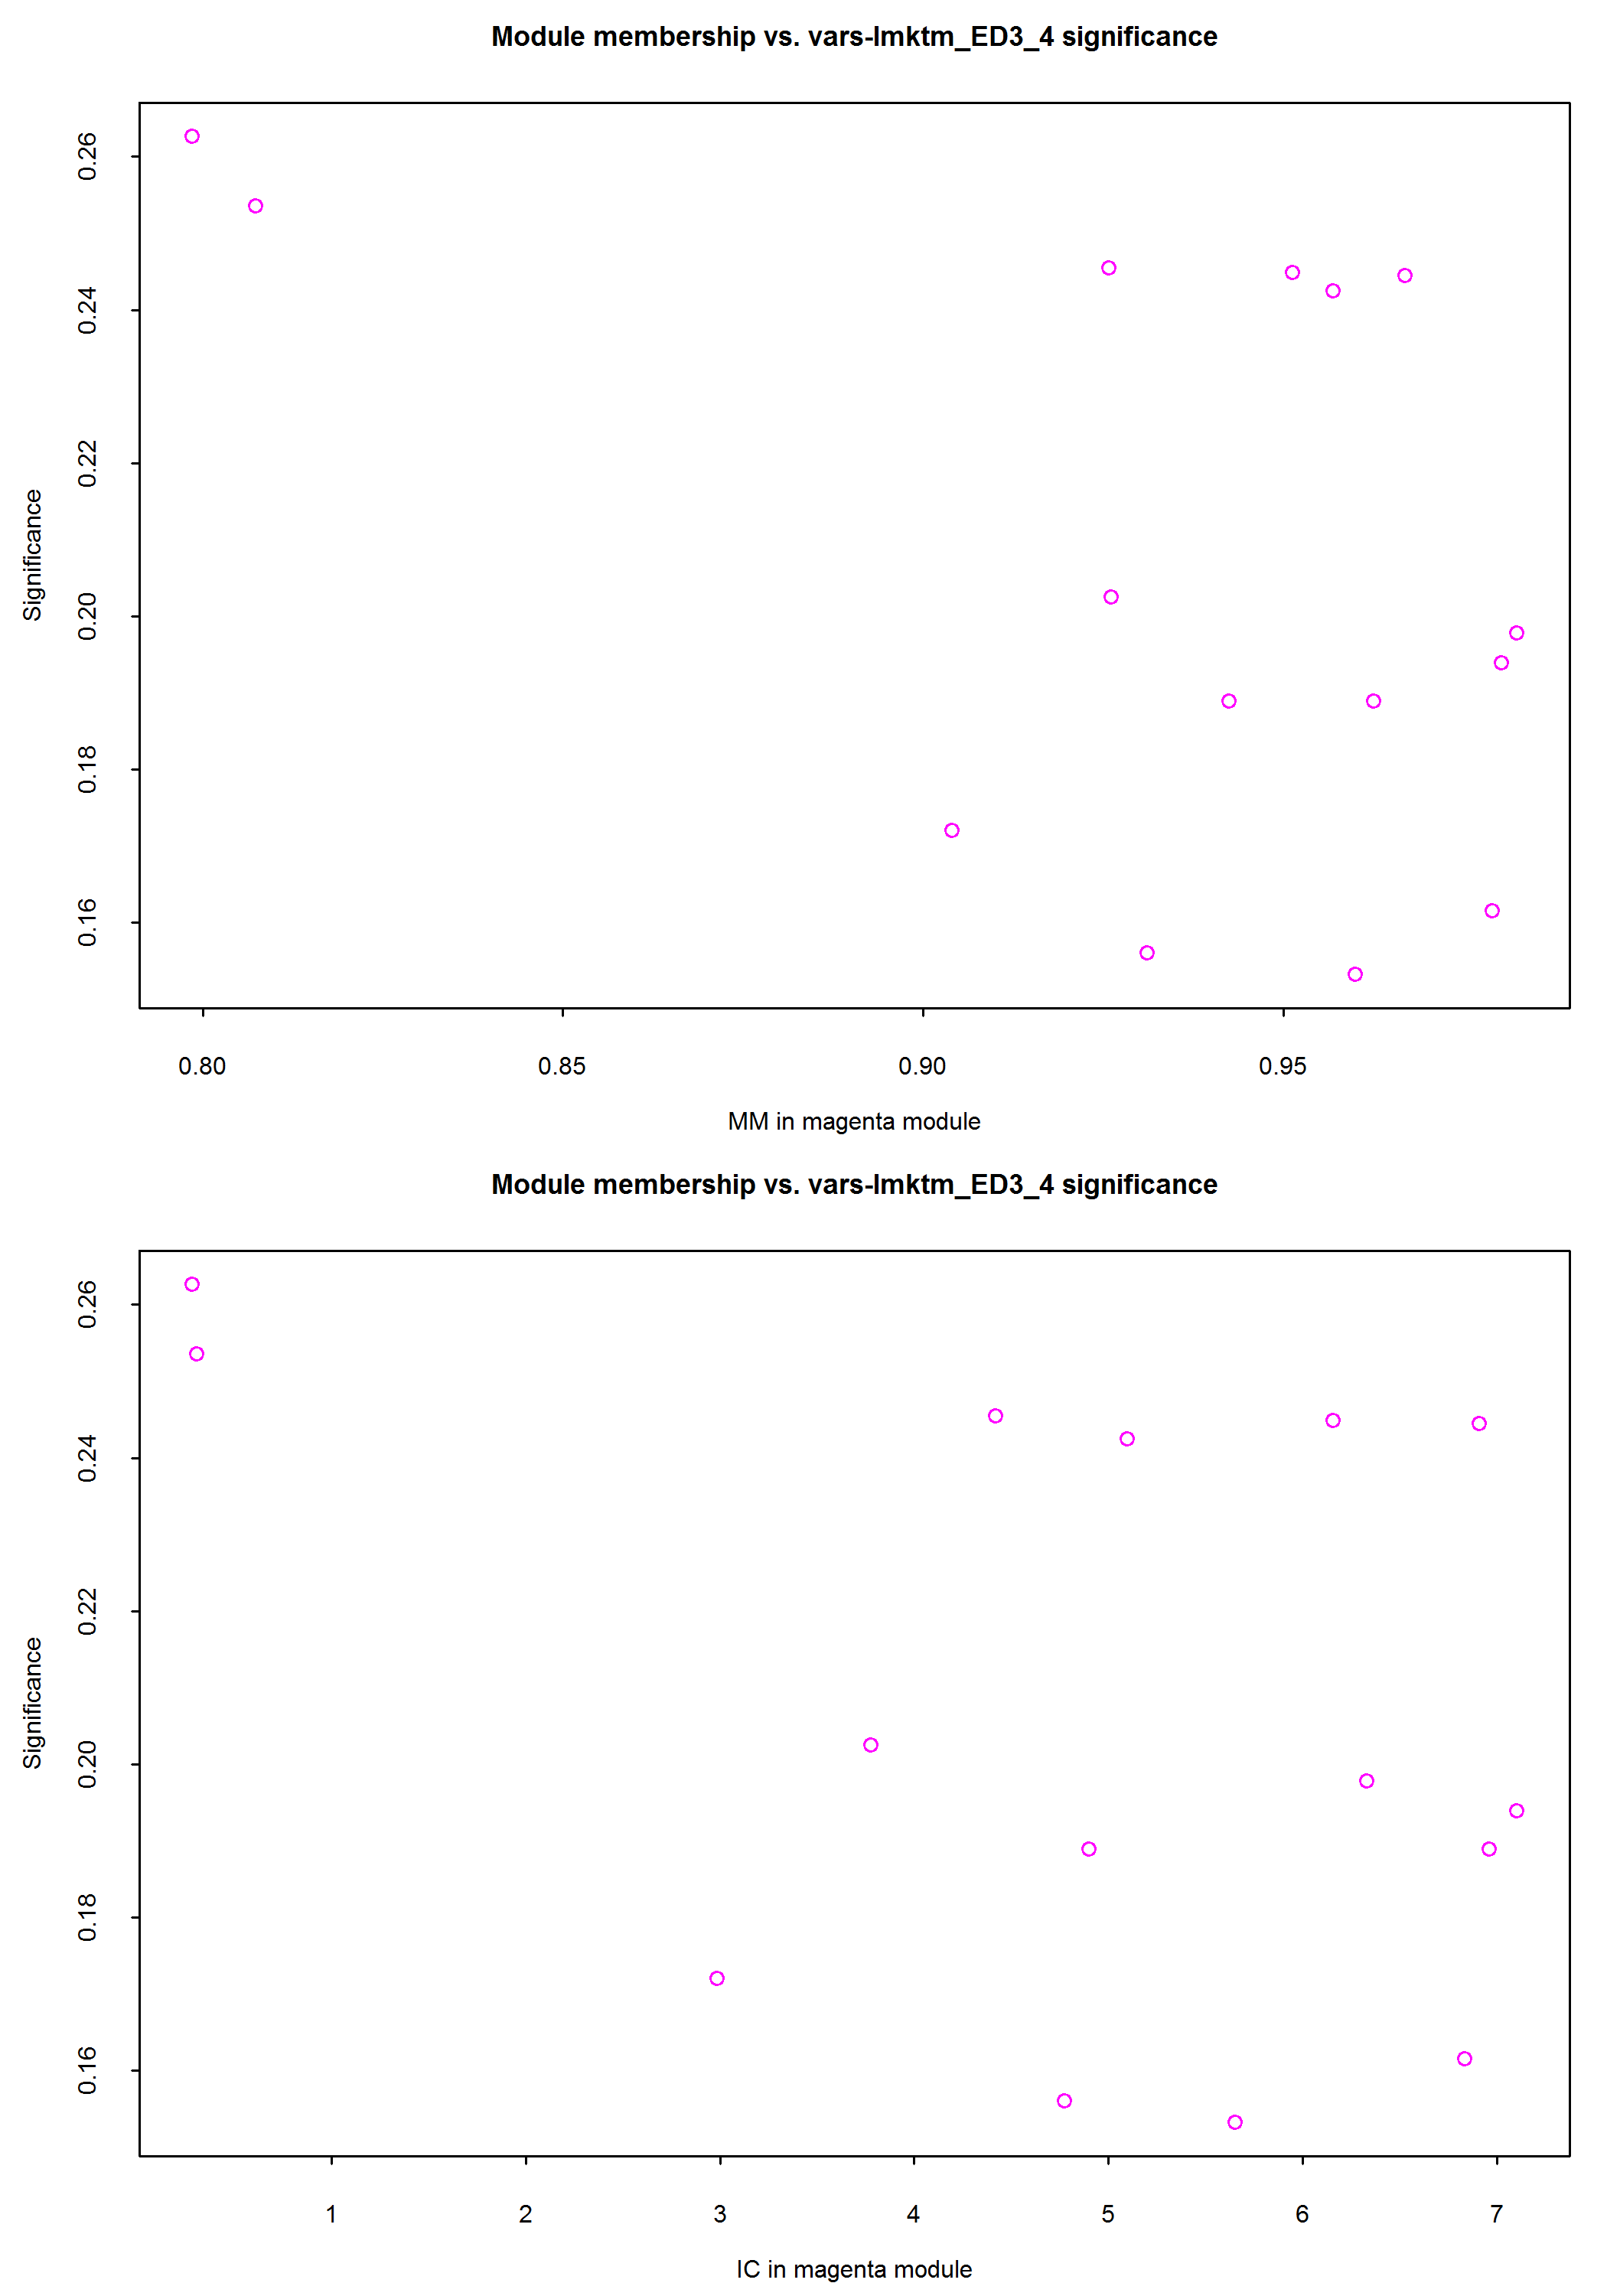 Module membership vs. vars-lmktm_ED3_4 significance
0.26
0.24
0.22
0.20
0.18
0.16
Significance
0.80 0.85 0.90 0.95
MM in magenta module
Module membership vs. vars-lmktm_ED3_4 significance
0.26
0.24
0.22
0.20
0.18
0.16
Significance
1 2 3 4 5 6 7
IC in magenta module